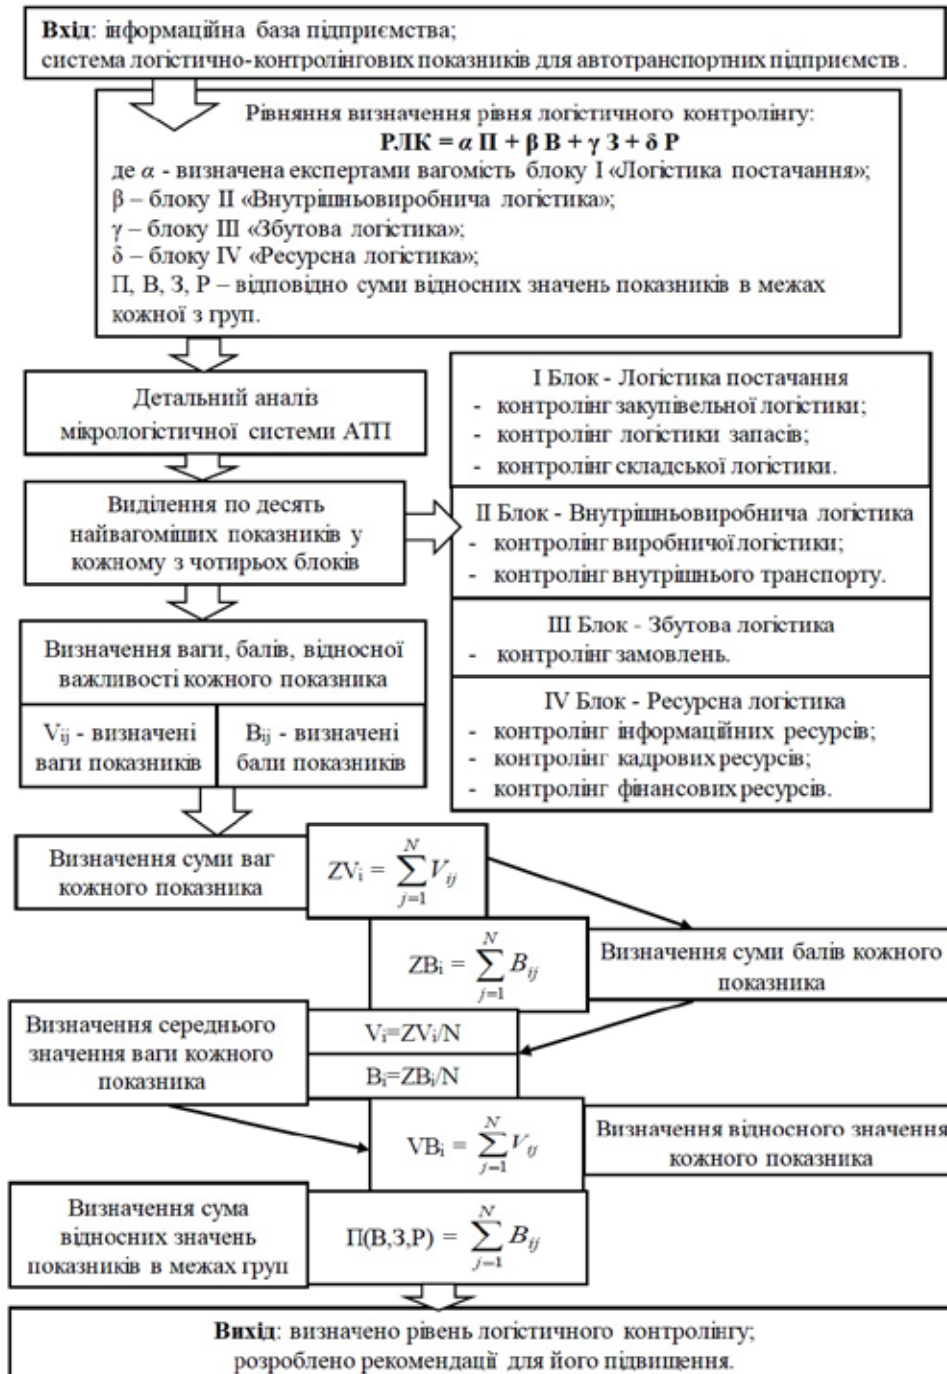 Вхід: інформаційна база підприємства;
система логістично-контролінгових показників для автотранспортних підприємств.
Рівняння визначення рівня логістичного контролінгу:
РЛК = α П + β В + γ З + δ Р
де α - визначена експертами вагомість блоку I «Логістика постачання»;
β – блоку II «Внутрішньовиробнича логістика»;
γ – блоку III «Збутова логістика»;
δ – блоку IV «Ресурсна логістика»;
П, В, З, Р – відповідно суми відносних значень показників в межах
кожної з груп.
Детальний аналіз
мікрологістичної системи АТП
Виділення по десять
найвагоміших показників у
кожному з чотирьох блоків
I Блок - Логістика постачання
- контролінг закупівельної логістики;
- контролінг логістики запасів;
- контролінг складської логістики.
II Блок - Внутрішньовиробнича логістика
- контролінг виробничої логістики;
- контролінг внутрішнього транспорту.
III Блок - Збутова логістика
- контролінг замовлень.
IV Блок - Ресурсна логістика
- контролінг інформаційних ресурсів;
- контролінг кадрових ресурсів;
- контролінг фінансових ресурсів.
Визначення ваги, балів, відносної
важливості кожного показника
Vij - визначені
ваги показників
Bij - визначені
бали показників
Визначення суми ваг
кожного показника
ZVi = ∑_{j=1}^{N} Vij
ZBi = ∑_{j=1}^{N} Bij
Визначення суми балів кожного
показника
Визначення середнього
значення ваги кожного
показника
Vi=ZVi/N
Bi=ZBi/N
VBi = ∑_{j=1}^{N} Vij
Визначення відносного значення
кожного показника
Визначення сума
відносних значень
показників в межах груп
П(В,З,Р) = ∑_{j=1}^{N} Bij
Вихід: визначено рівень логістичного контролінгу;
розроблено рекомендації для його підвищення.